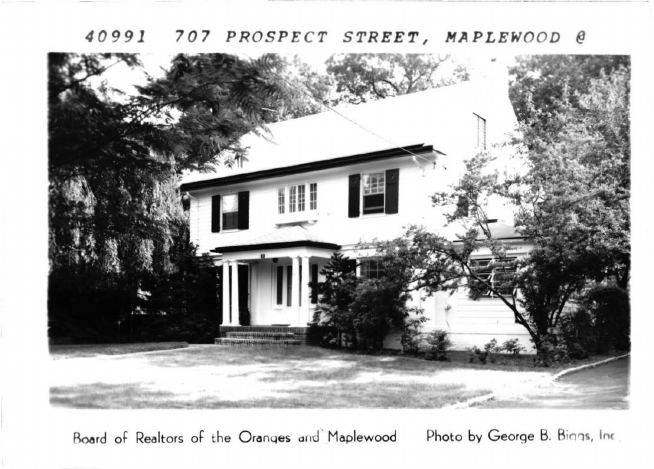 40991 707 PROSPECT STREET, MAPLEWOOD @
Board of Realtors of the Oranges and Maplewood Photo by George B. Biggs, Inc.